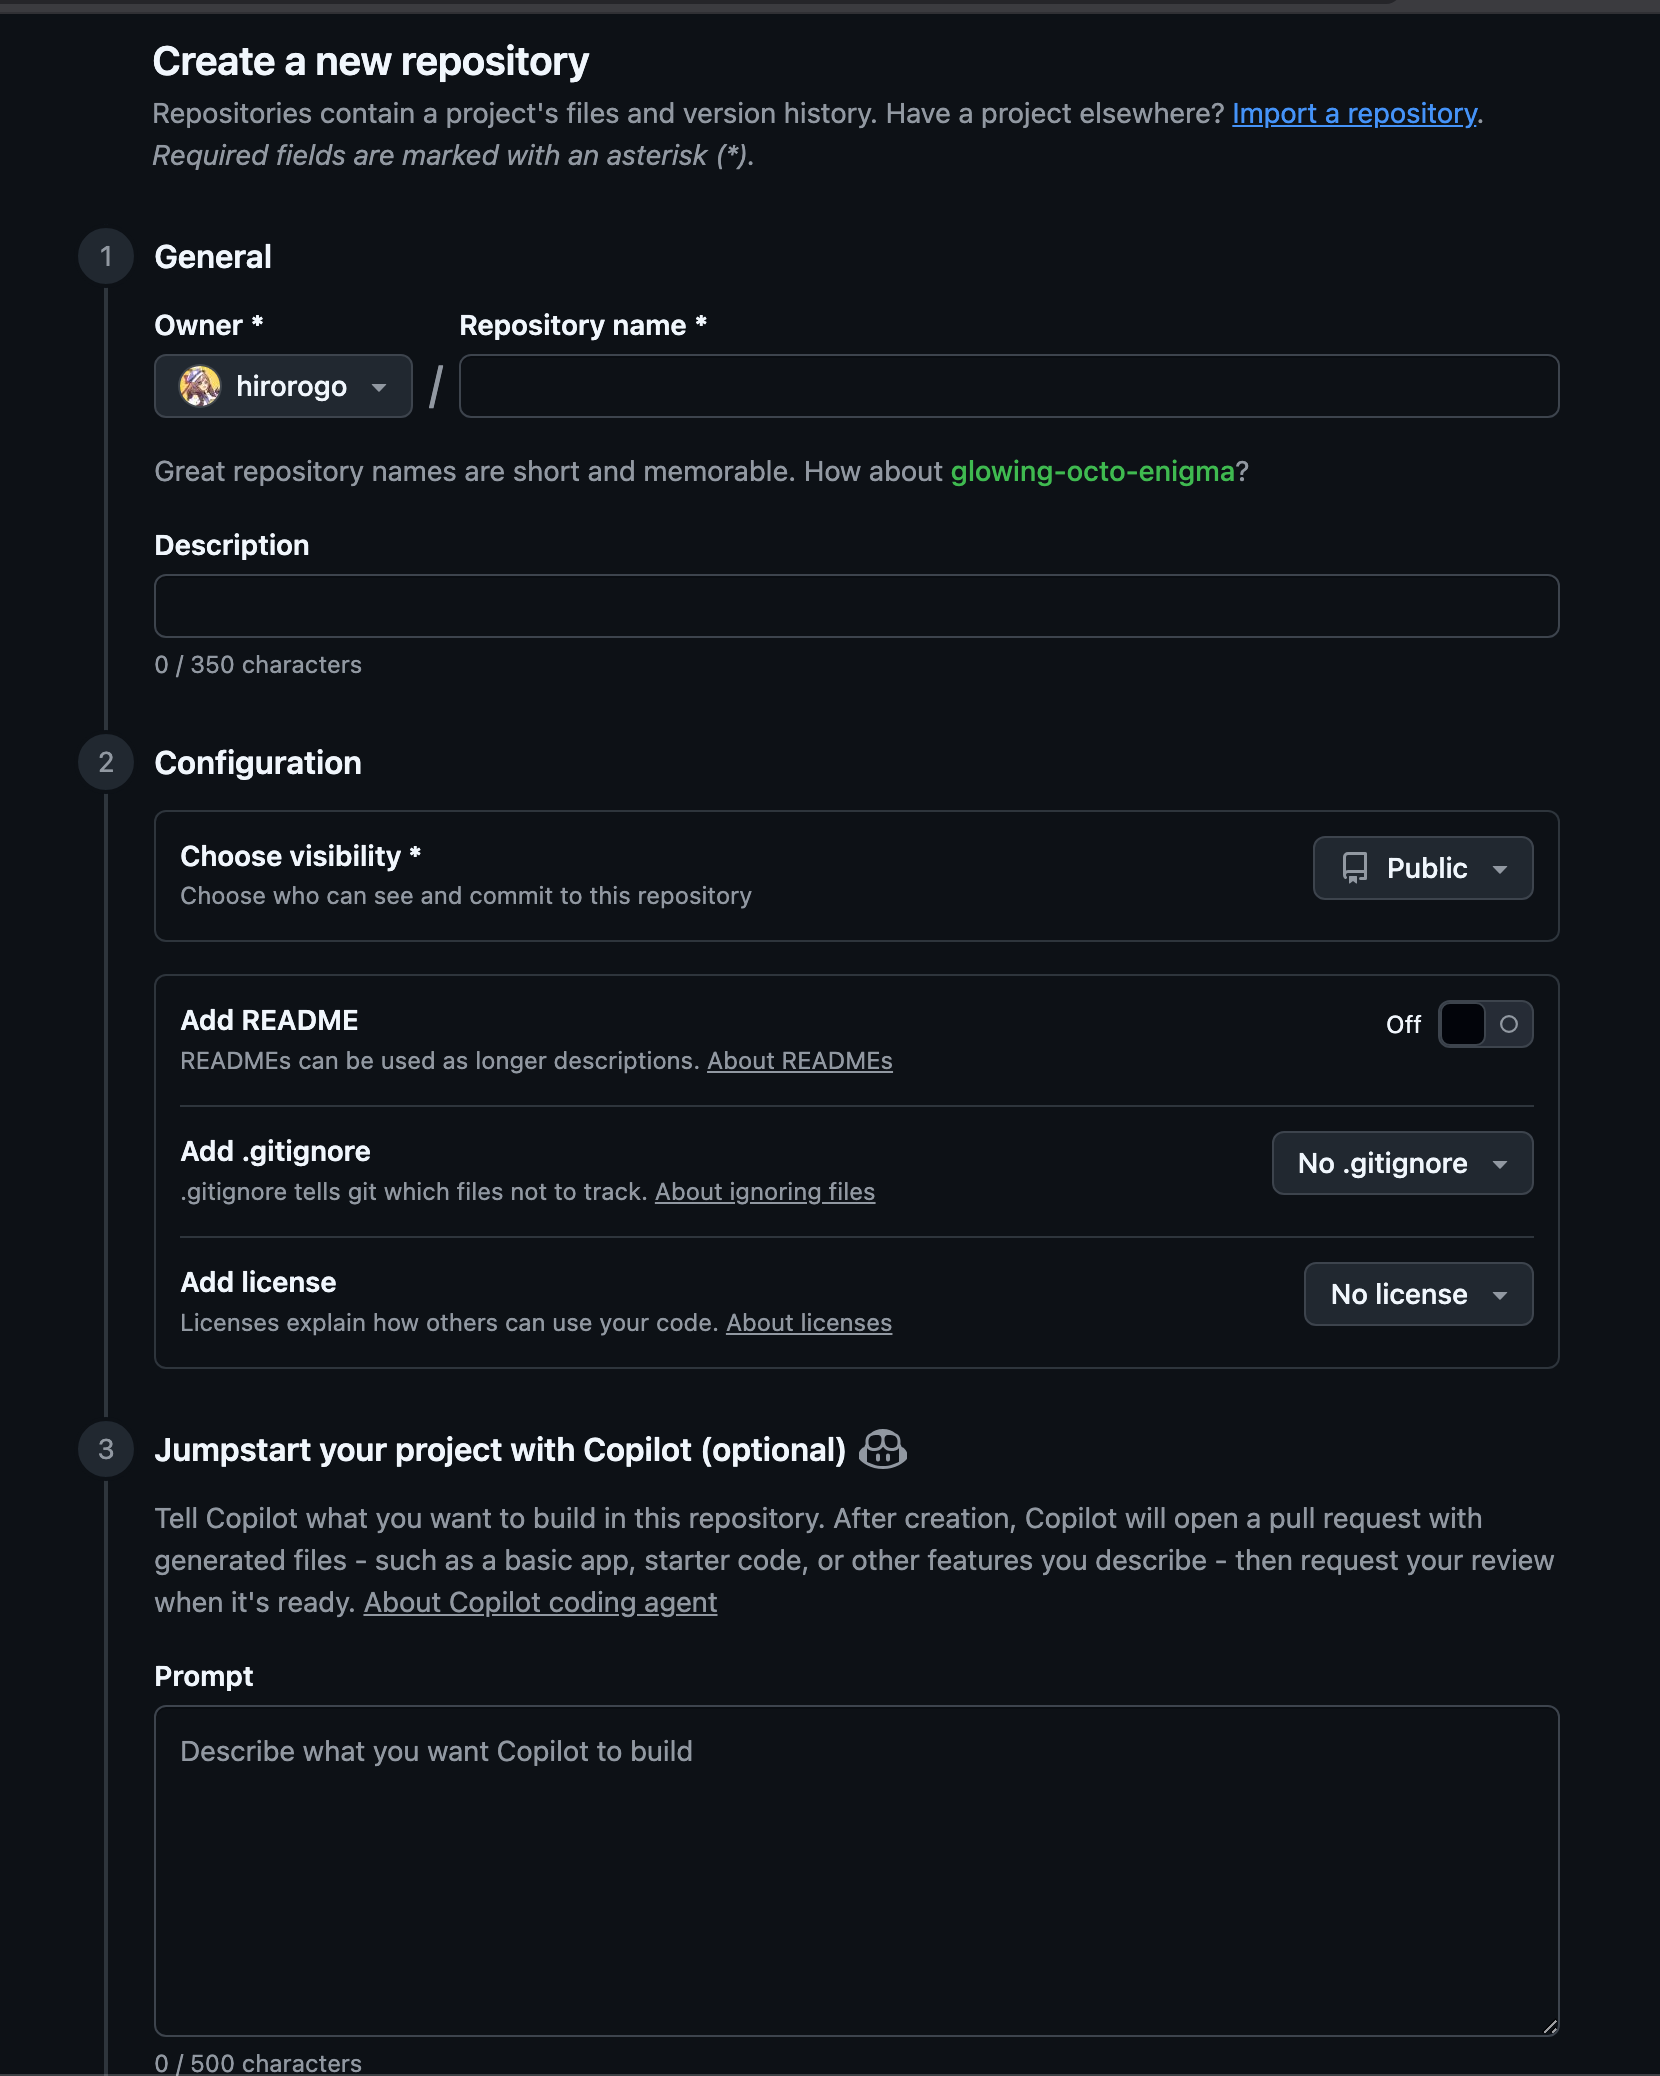 Create a new repository
Repositories contain a project's files and version history. Have a project elsewhere? Import a repository.
Required fields are marked with an asterisk (*).
1 General
Owner * Repository name *
hirorogo /
Great repository names are short and memorable. How about glowing-octo-enigma?
Description
0 / 350 characters
2 Configuration
Choose visibility *
Public
Choose who can see and commit to this repository
Add README
Off
READMEs can be used as longer descriptions. About READMEs
Add .gitignore
No .gitignore
.gitignore tells git which files not to track. About ignoring files
Add license
No license
Licenses explain how others can use your code. About licenses
3 Jumpstart your project with Copilot (optional)
Tell Copilot what you want to build in this repository. After creation, Copilot will open a pull request with
generated files - such as a basic app, starter code, or other features you describe - then request your review
when it's ready. About Copilot coding agent
Prompt
Describe what you want Copilot to build
0 / 500 characters